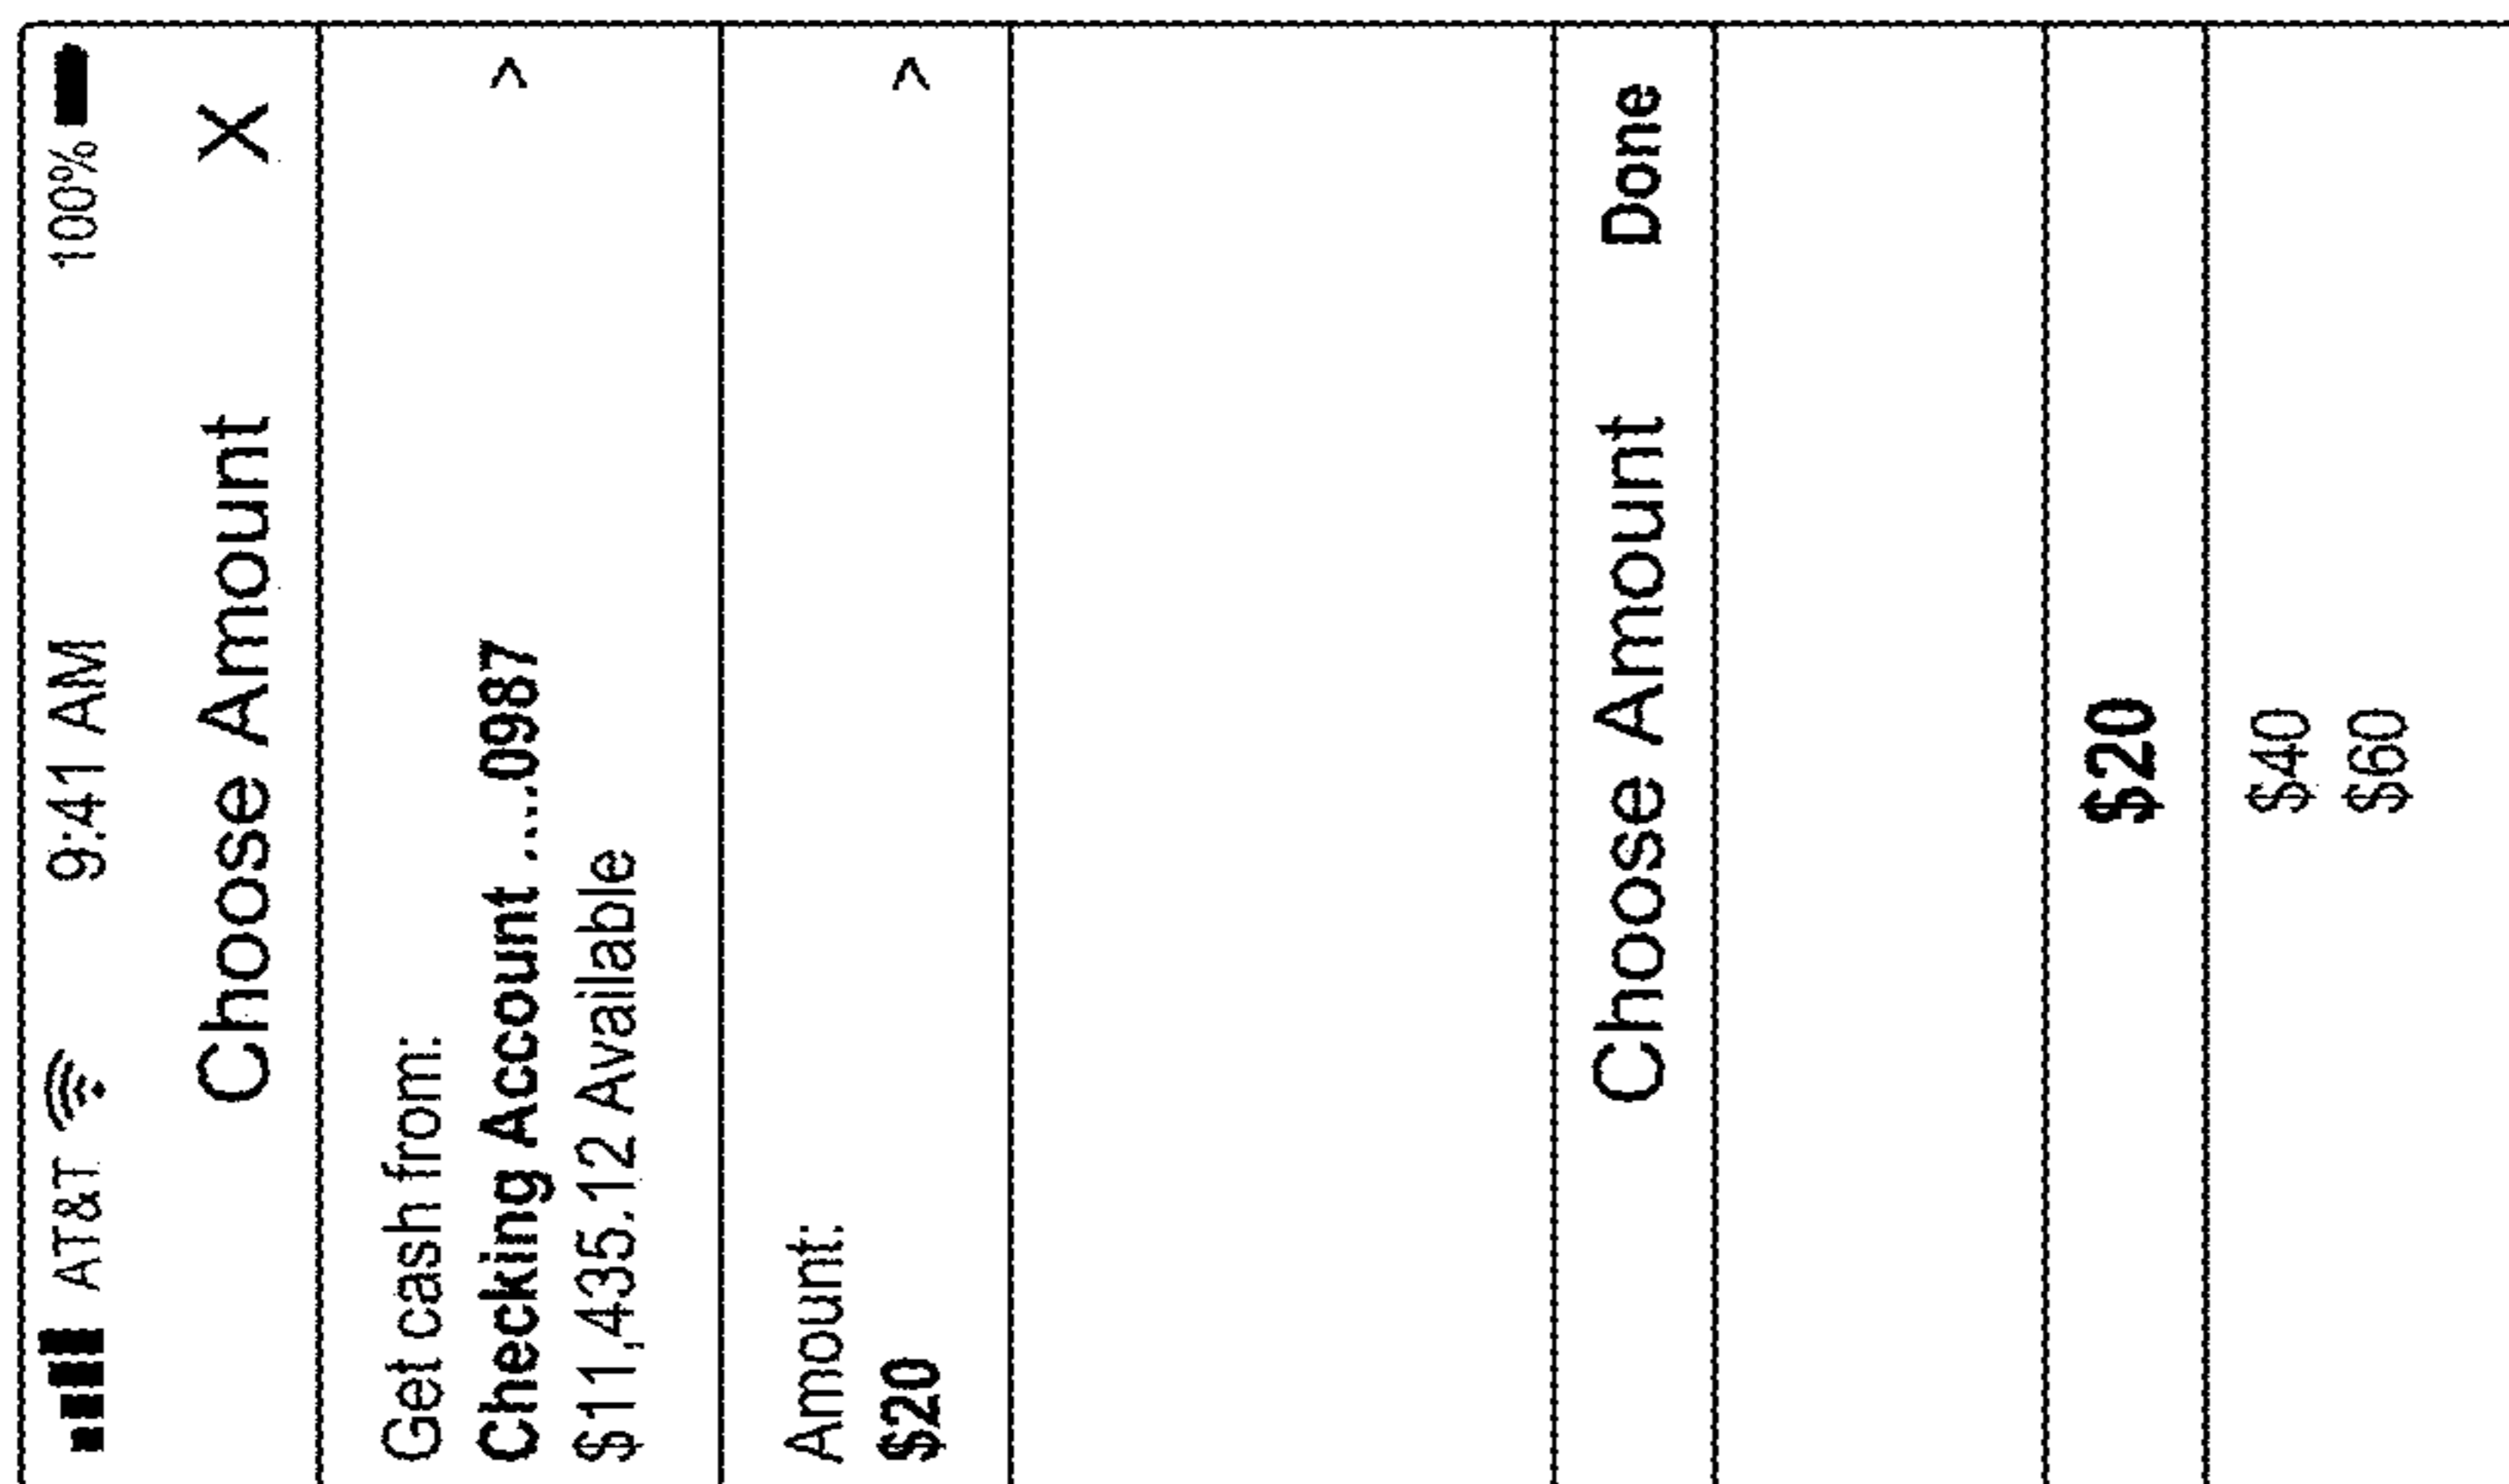 AT&T 9:41 AM 100%
Choose Amount X
Get cash from:
Checking Account ....0987 >
$11,435.12 Available
Amount:
$20 >
Choose Amount Done
$20
$40
$60